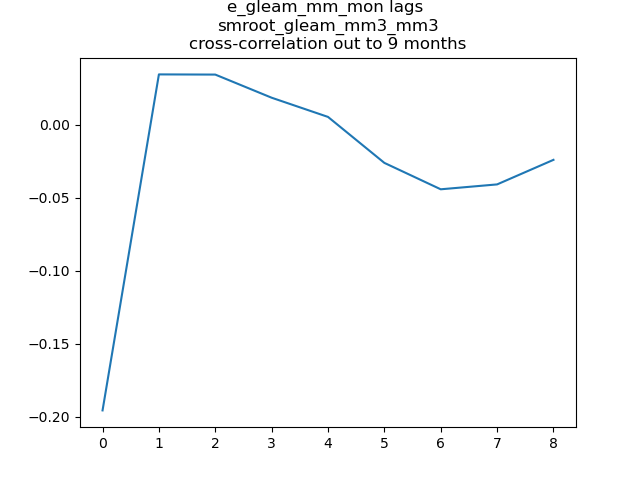 e_gleam_mm_mon lags
smroot_gleam_mm3_mm3
cross-correlation out to 9 months
0.00
−0.05
−0.10
−0.15
−0.20
0 1 2 3 4 5 6 7 8